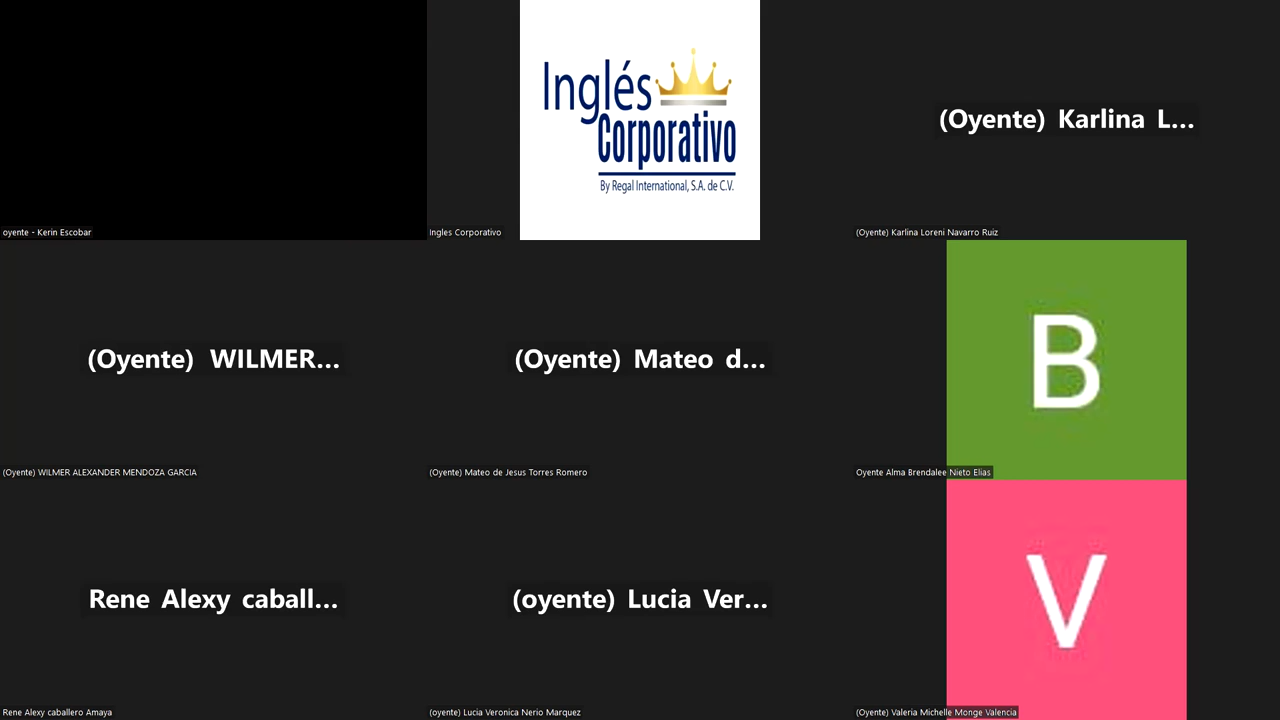 Inglés
Corporativo
By Regal International, S.A. de C.V.
(Oyente) Karlina L...
oyente - Kerin Escobar
Ingles Corporativo
(Oyente) Karlina Loreni Navarro Ruiz
(Oyente) WILMER...
(Oyente) Mateo d...
B
(Oyente) WILMER ALEXANDER MENDOZA GARCIA
(Oyente) Mateo de Jesus Torres Romero
Oyente Alma Brendalee Nieto Elias
Rene Alexy caball...
(oyente) Lucia Ver...
V
Rene Alexy caballero Amaya
(oyente) Lucia Veronica Nerio Marquez
(Oyente) Valeria Michelle Monge Valencia